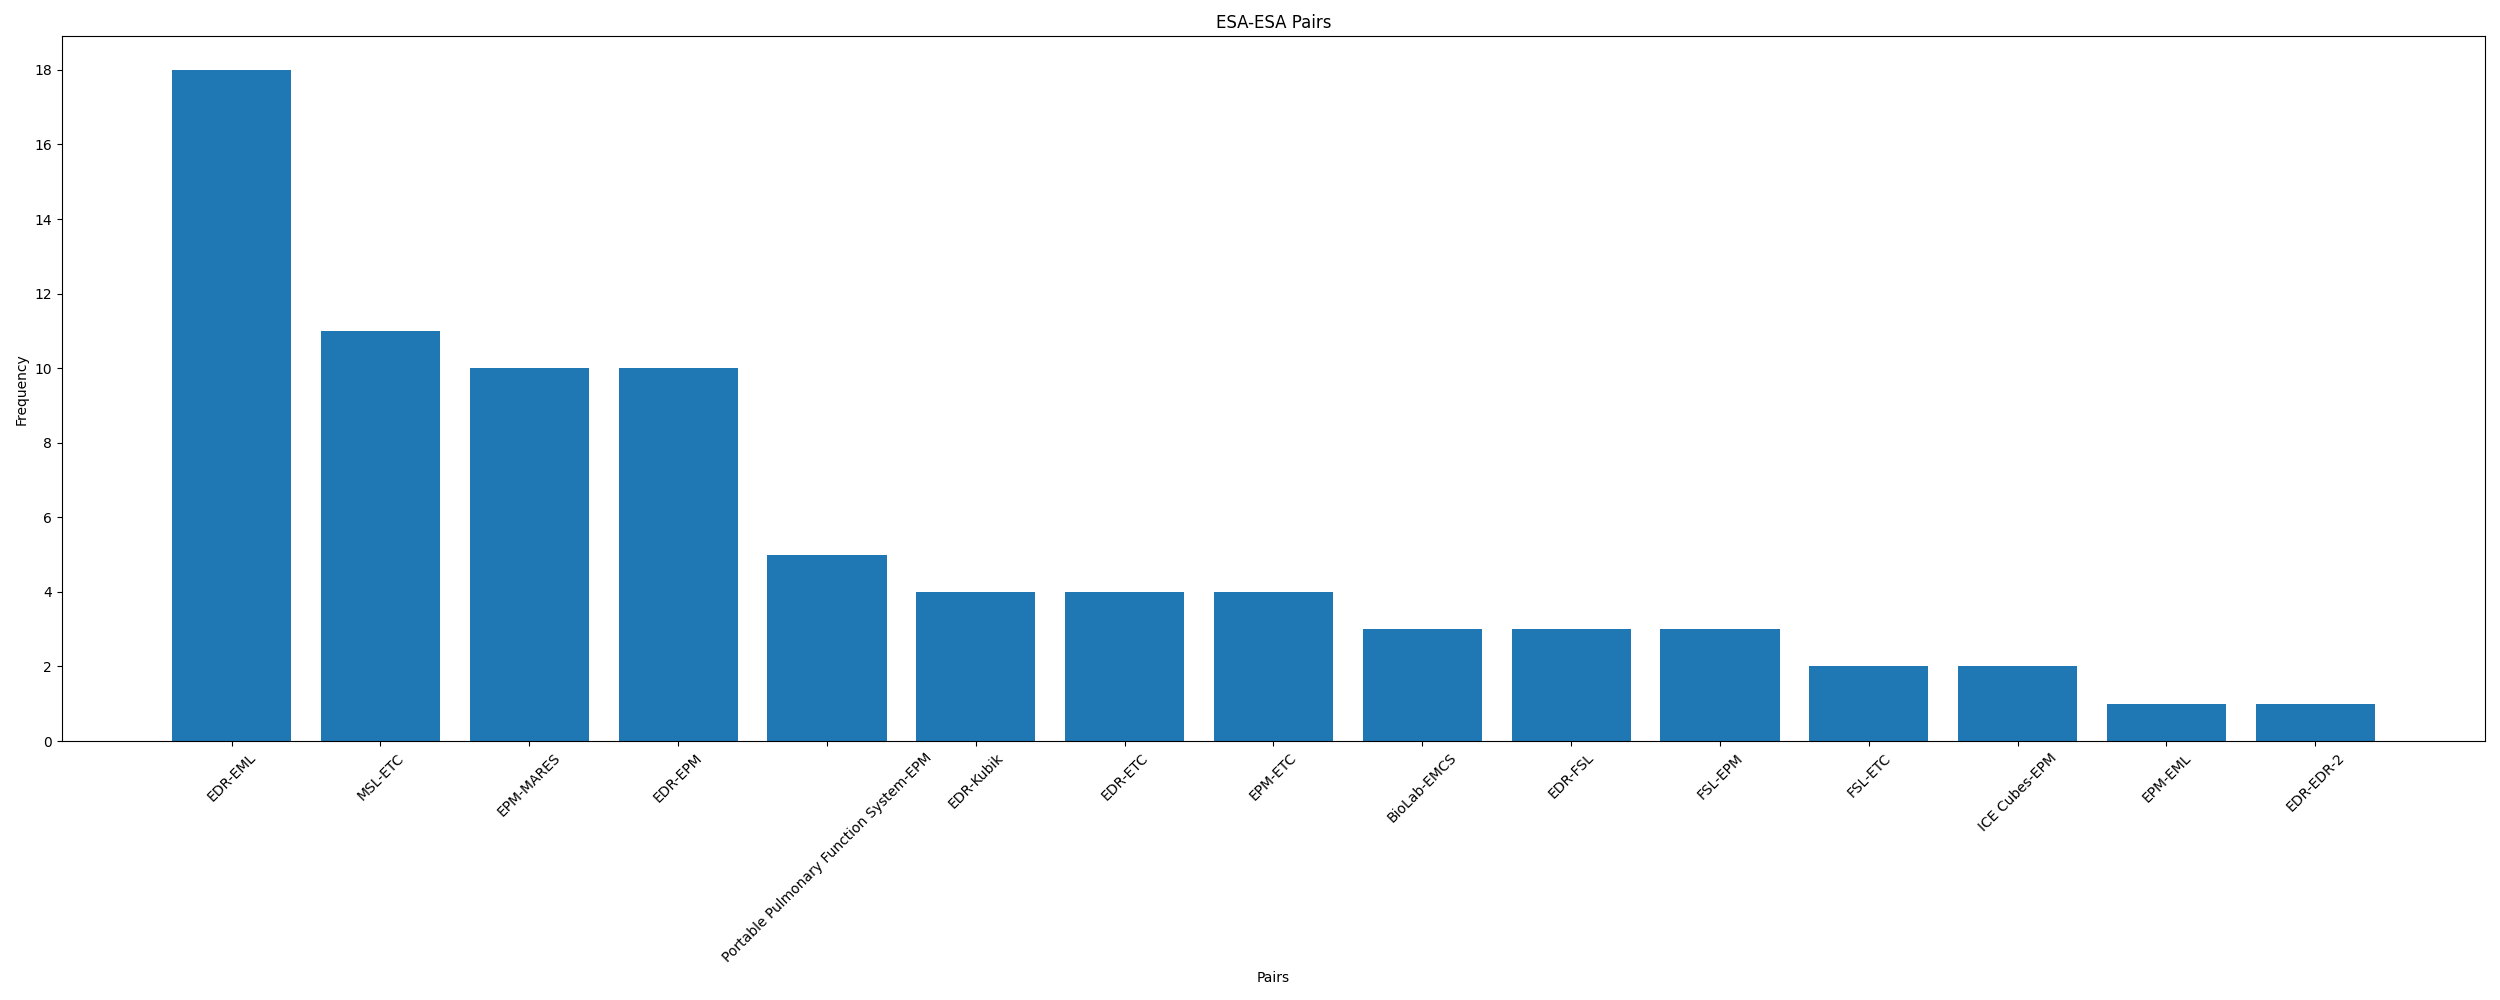 ESA-ESA Pairs
Frequency
18
16
14
12
10
8
6
4
2
0
EDR-EML
MSL-ETC
EPM-MARES
EDR-EPM
Portable Pulmonary Function System-EPM
EDR-Kubik
EDR-ETC
EPM-ETC
BioLab-EMCS
EDR-FSL
FSL-EPM
FSL-ETC
ICE Cubes-EPM
EPM-EML
EDR-EDR-2
Pairs